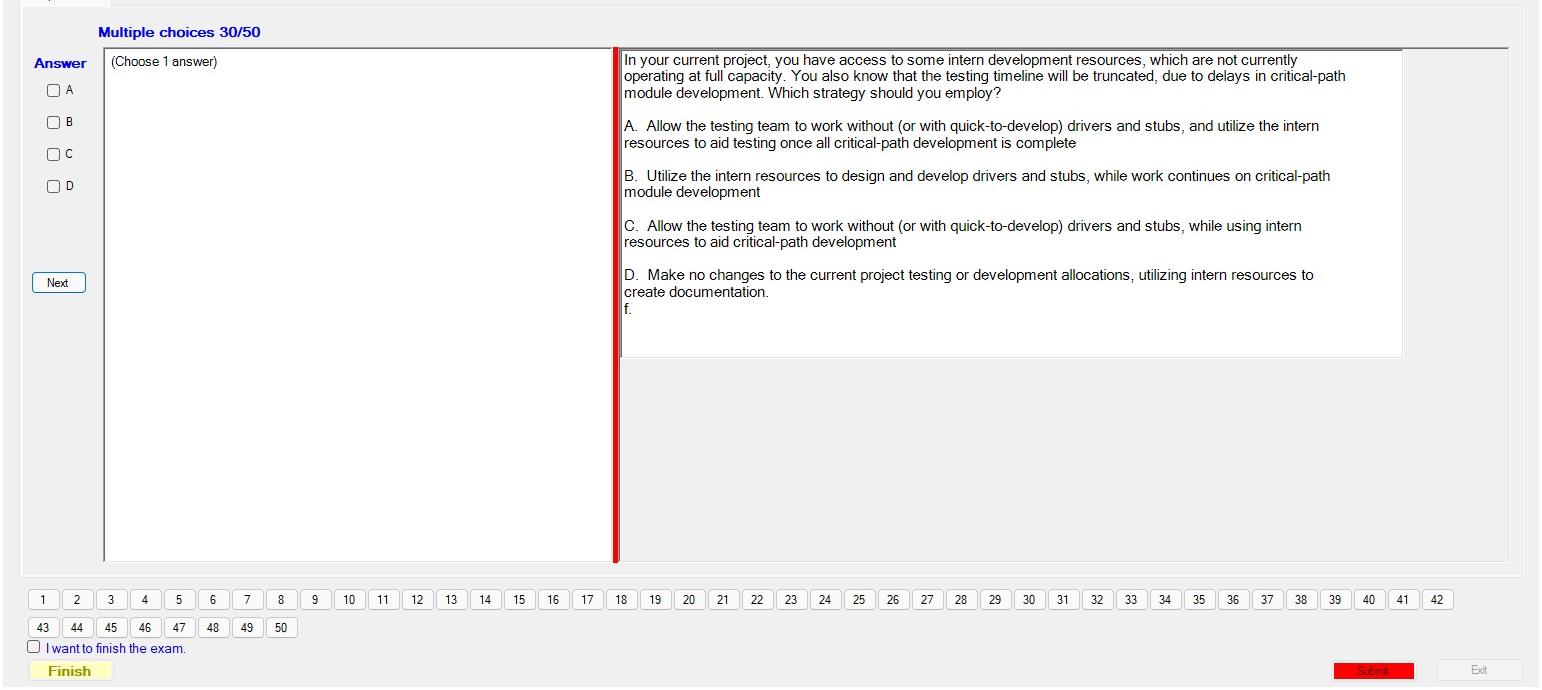 Multiple choices 30/50
Answer
(Choose 1 answer)
A
B
C
D
Next
In your current project, you have access to some intern development resources, which are not currently
operating at full capacity. You also know that the testing timeline will be truncated, due to delays in critical-path
module development. Which strategy should you employ?
A. Allow the testing team to work without (or with quick-to-develop) drivers and stubs, and utilize the intern
resources to aid testing once all critical-path development is complete
B. Utilize the intern resources to design and develop drivers and stubs, while work continues on critical-path
module development
C. Allow the testing team to work without (or with quick-to-develop) drivers and stubs, while using intern
resources to aid critical-path development
D. Make no changes to the current project testing or development allocations, utilizing intern resources to
create documentation.
f.
1 2 3 4 5 6 7 8 9 10 11 12 13 14 15 16 17 18 19 20 21 22 23 24 25 26 27 28 29 30 31 32 33 34 35 36 37 38 39 40 41 42
43 44 45 46 47 48 49 50
I want to finish the exam.
Finish
Submit
Exit